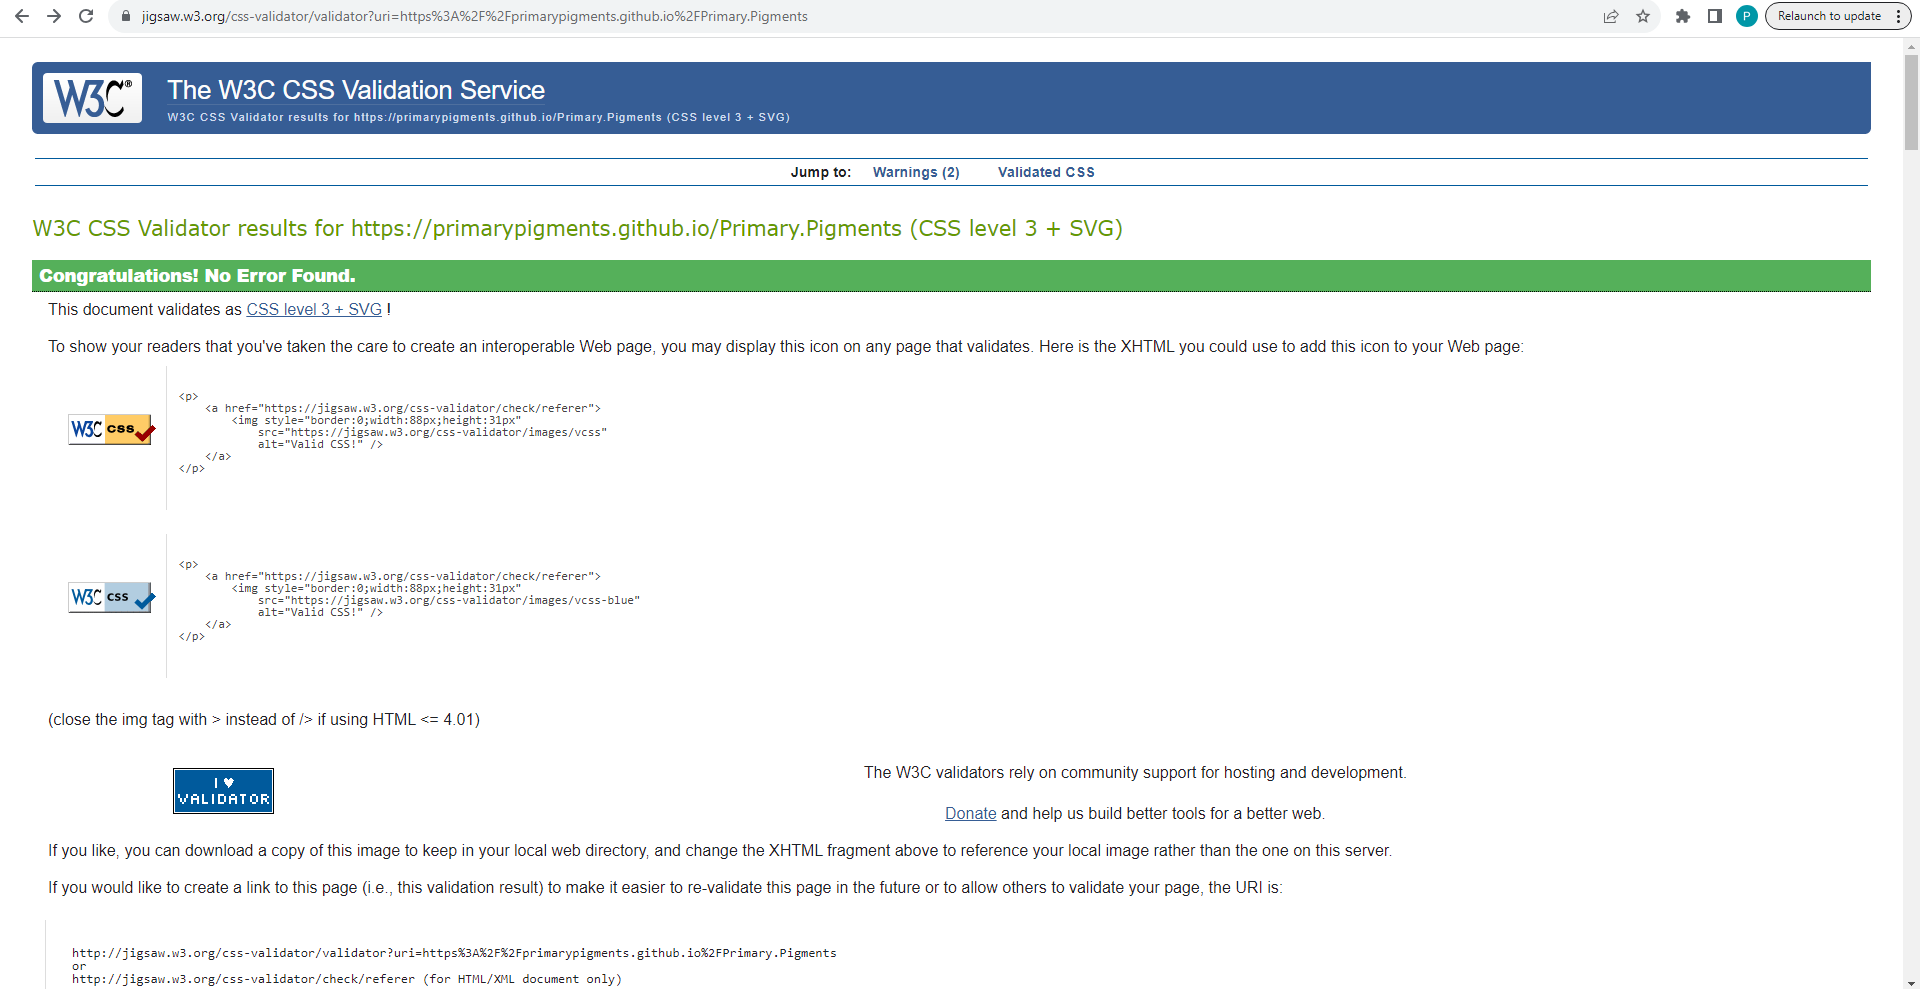 jigsaw.w3.org/css-validator/validator?uri=https%3A%2F%2Fprimarypigments.github.io%2FPrimary.Pigments
P
Relaunch to update
W3C®
The W3C CSS Validation Service
W3C CSS Validator results for https://primarypigments.github.io/Primary.Pigments (CSS level 3 + SVG)
Jump to: Warnings (2) Validated CSS
W3C CSS Validator results for https://primarypigments.github.io/Primary.Pigments (CSS level 3 + SVG)
Congratulations! No Error Found.
This document validates as CSS level 3 + SVG !
To show your readers that you've taken the care to create an interoperable Web page, you may display this icon on any page that validates. Here is the XHTML you could use to add this icon to your Web page:
W3C css
<p>
<a href="https://jigsaw.w3.org/css-validator/check/referer">
<img style="border:0;width:88px;height:31px"
src="https://jigsaw.w3.org/css-validator/images/vcss"
alt="Valid CSS!" />
</a>
</p>
W3C css
<p>
<a href="https://jigsaw.w3.org/css-validator/check/referer">
<img style="border:0;width:88px;height:31px"
src="https://jigsaw.w3.org/css-validator/images/vcss-blue"
alt="Valid CSS!" />
</a>
</p>
(close the img tag with > instead of /> if using HTML <= 4.01)
I ♥
VALIDATOR
The W3C validators rely on community support for hosting and development.
Donate and help us build better tools for a better web.
If you like, you can download a copy of this image to keep in your local web directory, and change the XHTML fragment above to reference your local image rather than the one on this server.
If you would like to create a link to this page (i.e., this validation result) to make it easier to re-validate this page in the future or to allow others to validate your page, the URI is:
http://jigsaw.w3.org/css-validator/validator?uri=https%3A%2F%2Fprimarypigments.github.io%2FPrimary.Pigments
or
http://jigsaw.w3.org/css-validator/check/referer (for HTML/XML document only)